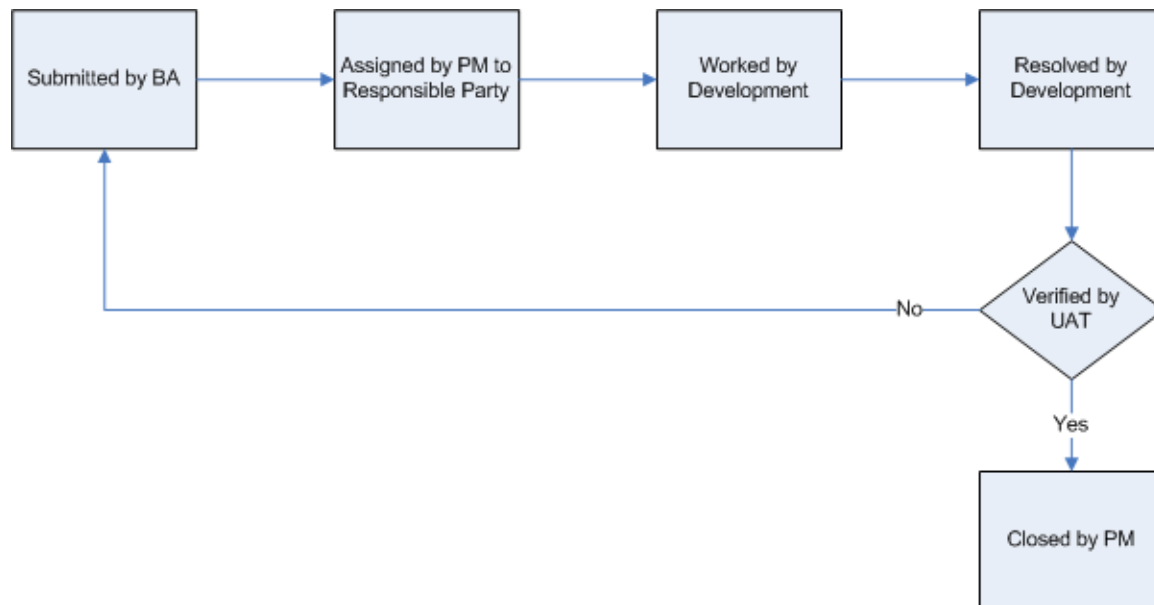 Submitted by BA
Assigned by PM to
Responsible Party
Worked by
Development
Resolved by
Development
Verified by
UAT
No
Yes
Closed by PM